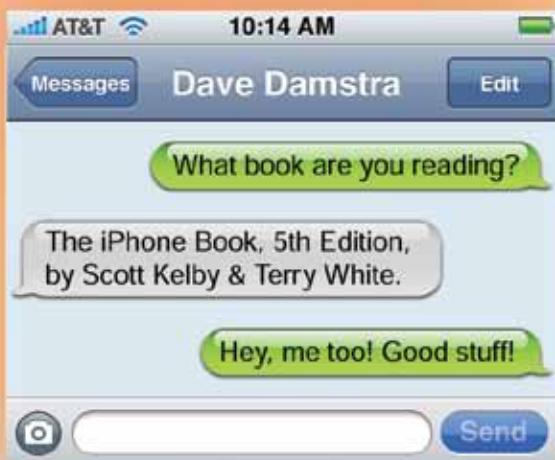 AT&T 10:14 AM
Messages Dave Damstra Edit
What book are you reading?
The iPhone Book, 5th Edition,
by Scott Kelby & Terry White.
Hey, me too! Good stuff!
Send